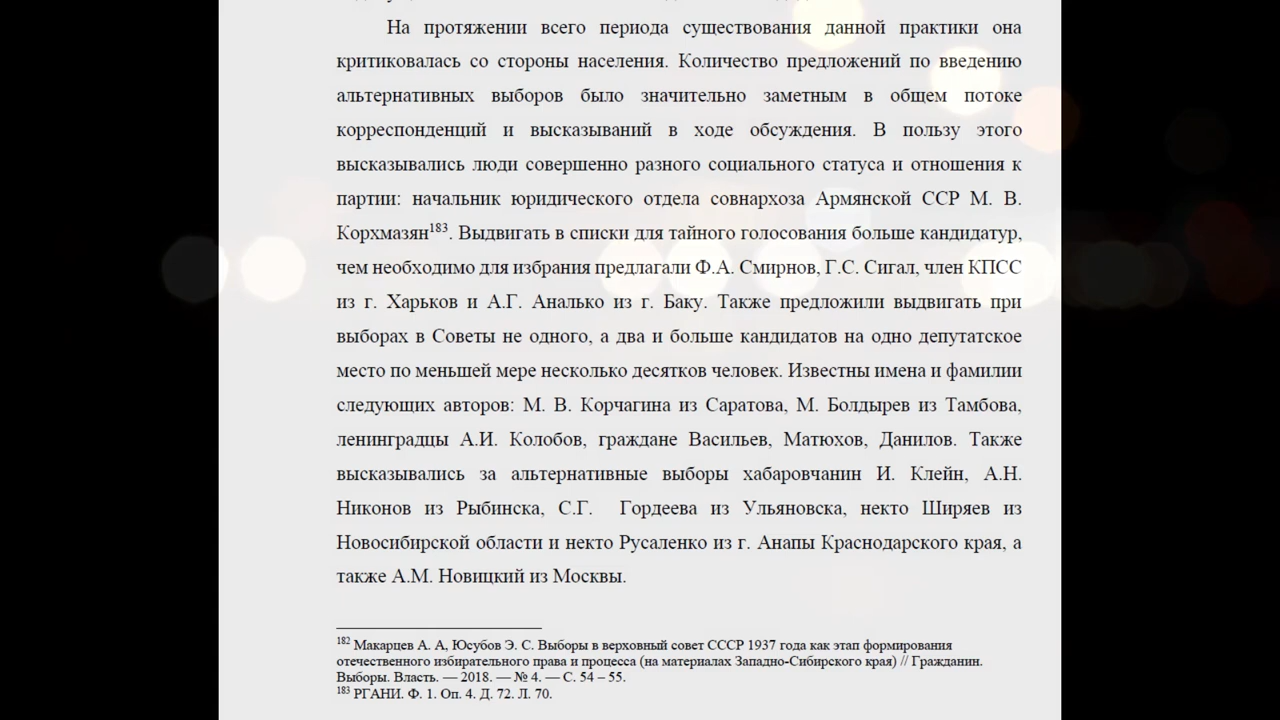 На протяжении всего периода существования данной практики она
критиковалась со стороны населения. Количество предложений по введению
альтернативных выборов было значительно заметным в общем потоке
корреспонденций и высказываний в ходе обсуждения. В пользу этого
высказывались люди совершенно разного социального статуса и отношения к
партии: начальник юридического отдела совнархоза Армянской ССР М. В.
Корхмазян183. Выдвигать в списки для тайного голосования больше кандидатур,
чем необходимо для избрания предлагали Ф.А. Смирнов, Г.С. Сигал, член КПСС
из г. Харьков и А.Г. Аналько из г. Баку. Также предложили выдвигать при
выборах в Советы не одного, а два и больше кандидатов на одно депутатское
место по меньшей мере несколько десятков человек. Известны имена и фамилии
следующих авторов: М. В. Корчагина из Саратова, М. Болдырев из Тамбова,
ленинградцы А.И. Колобов, граждане Васильев, Матюхов, Данилов. Также
высказывались за альтернативные выборы хабаровчанин И. Клейн, А.Н.
Никонов из Рыбинска, С.Г. Гордеева из Ульяновска, некто Ширяев из
Новосибирской области и некто Русаленко из г. Анапы Краснодарского края, а
также А.М. Новицкий из Москвы.
182 Макарцев А. А, Юсубов Э. С. Выборы в верховный совет СССР 1937 года как этап формирования
отечественного избирательного права и процесса (на материалах Западно-Сибирского края) // Гражданин.
Выборы. Власть. — 2018. — № 4. — С. 54 – 55.
183 РГАНИ. Ф. 1. Оп. 4. Д. 72. Л. 70.